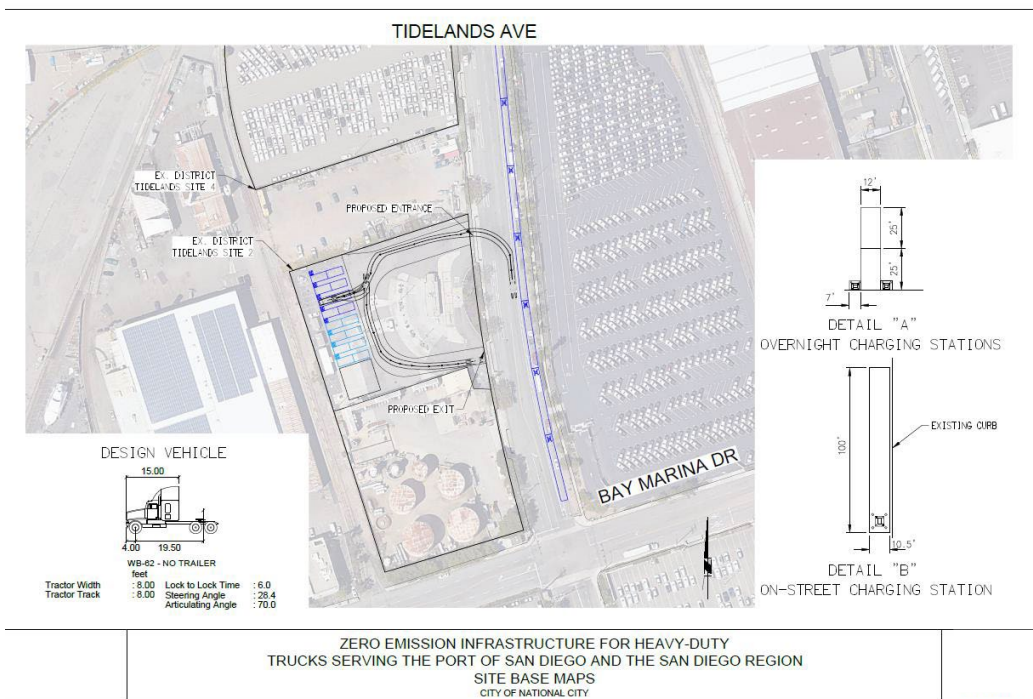 TIDELANDS AVE
EX. DISTRICT
TIDELANDS SITE 4
PROPOSED ENTRANCE
EX. DISTRICT
TIDELANDS SITE 2
PROPOSED EXIT
BAY MARINA DR
12'
25'
25'
7'
DETAIL "A"
OVERNIGHT CHARGING STATIONS
EXISTING CURB
100'
10.5'
DETAIL "B"
ON-STREET CHARGING STATION
DESIGN VEHICLE
15.00
4.00 19.50
WB-62 - NO TRAILER
feet
Tractor Width : 8.00 Lock to Lock Time : 6.0
Tractor Track : 8.00 Steering Angle : 28.4
Articulating Angle : 70.0
ZERO EMISSION INFRASTRUCTURE FOR HEAVY-DUTY
TRUCKS SERVING THE PORT OF SAN DIEGO AND THE SAN DIEGO REGION
SITE BASE MAPS
CITY OF NATIONAL CITY